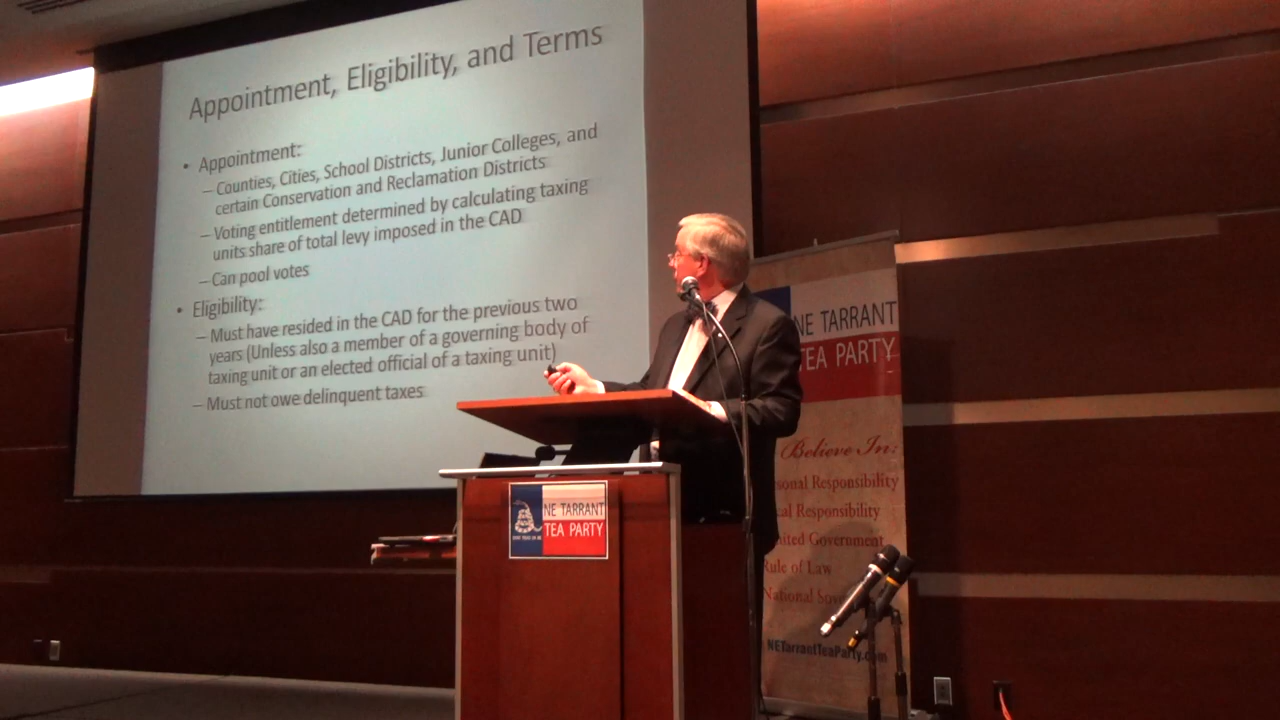 Appointment, Eligibility, and Terms
• Appointment:
– Counties, Cities, School Districts, Junior Colleges, and
certain Conservation and Reclamation Districts
– Voting entitlement determined by calculating taxing
units share of total levy imposed in the CAD
– Can pool votes
• Eligibility:
– Must have resided in the CAD for the previous two
years (Unless also a member of a governing body of
taxing unit or an elected official of a taxing unit)
– Must not owe delinquent taxes
NE TARRANT
TEA PARTY
DONT TREAD ON ME
NE TARRANT
TEA PARTY
Believe In:
sonal Responsibility
cal Responsibility
ited Government
Rule of Law
National Sov
NETarrantTeaParty.com